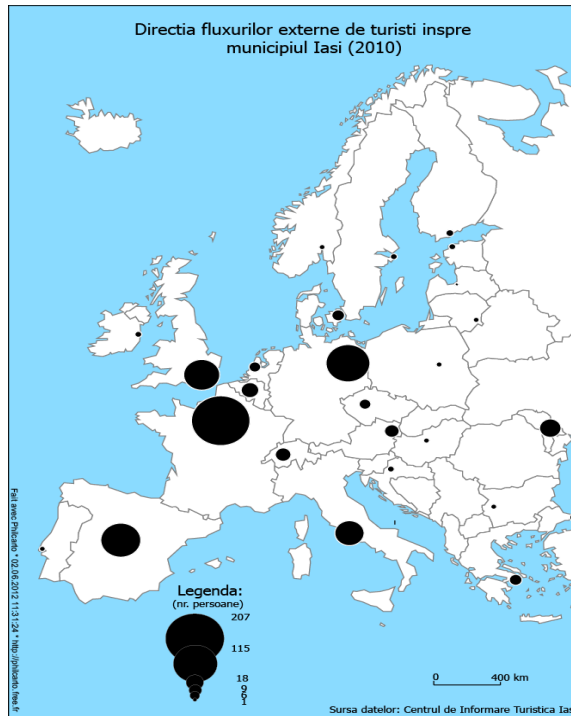 Directia fluxurilor externe de turisti inspre
municipiul Iasi (2010)
Fait avec Philcarto * 02.06.2012 11:31:24 * http://philcarto.free.fr
Legenda:
(nr. persoane)
207
115
18
9
6
1
0 400 km
Sursa datelor: Centrul de Informare Turistica Ias